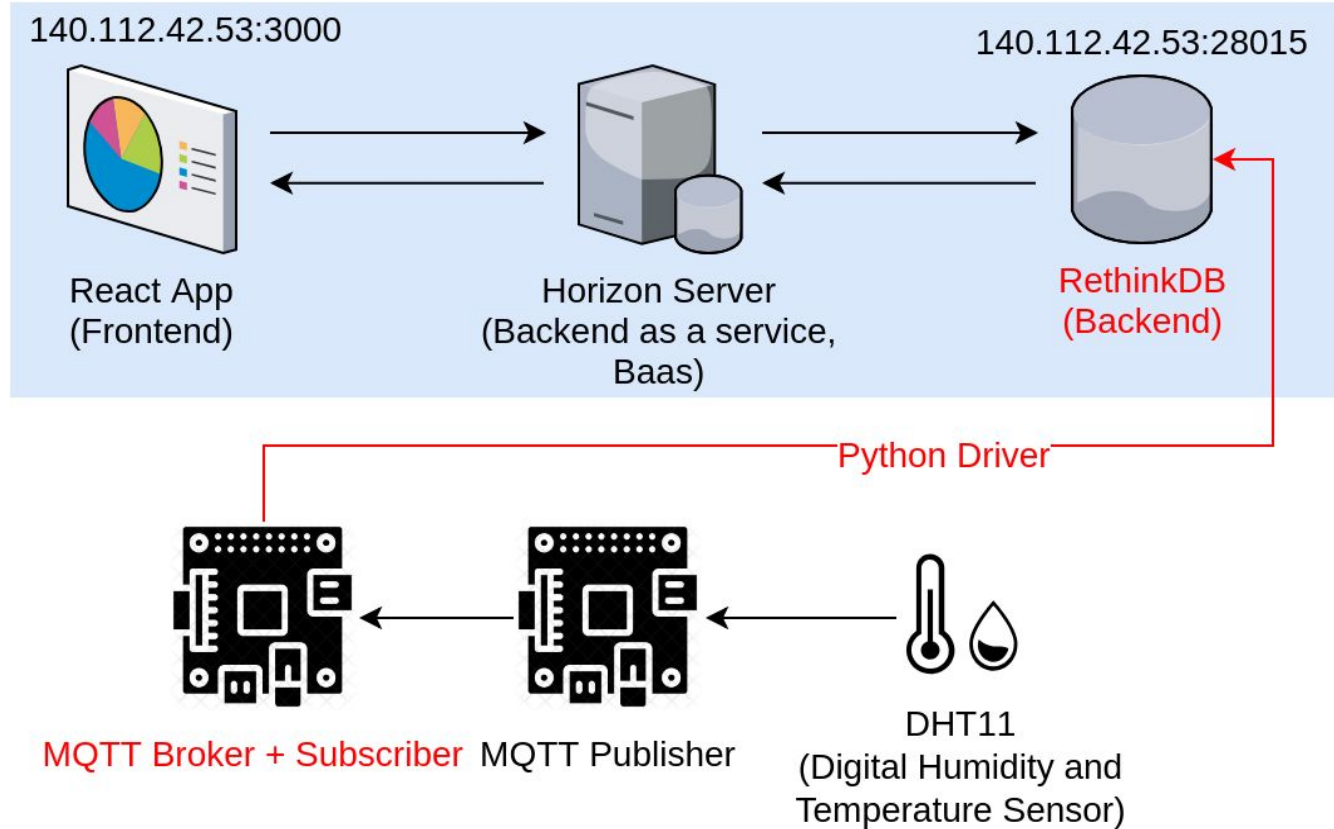 140.112.42.53:3000
140.112.42.53:28015
React App
(Frontend)
Horizon Server
(Backend as a service,
Baas)
RethinkDB
(Backend)
Python Driver
MQTT Broker + Subscriber
MQTT Publisher
DHT11
(Digital Humidity and
Temperature Sensor)